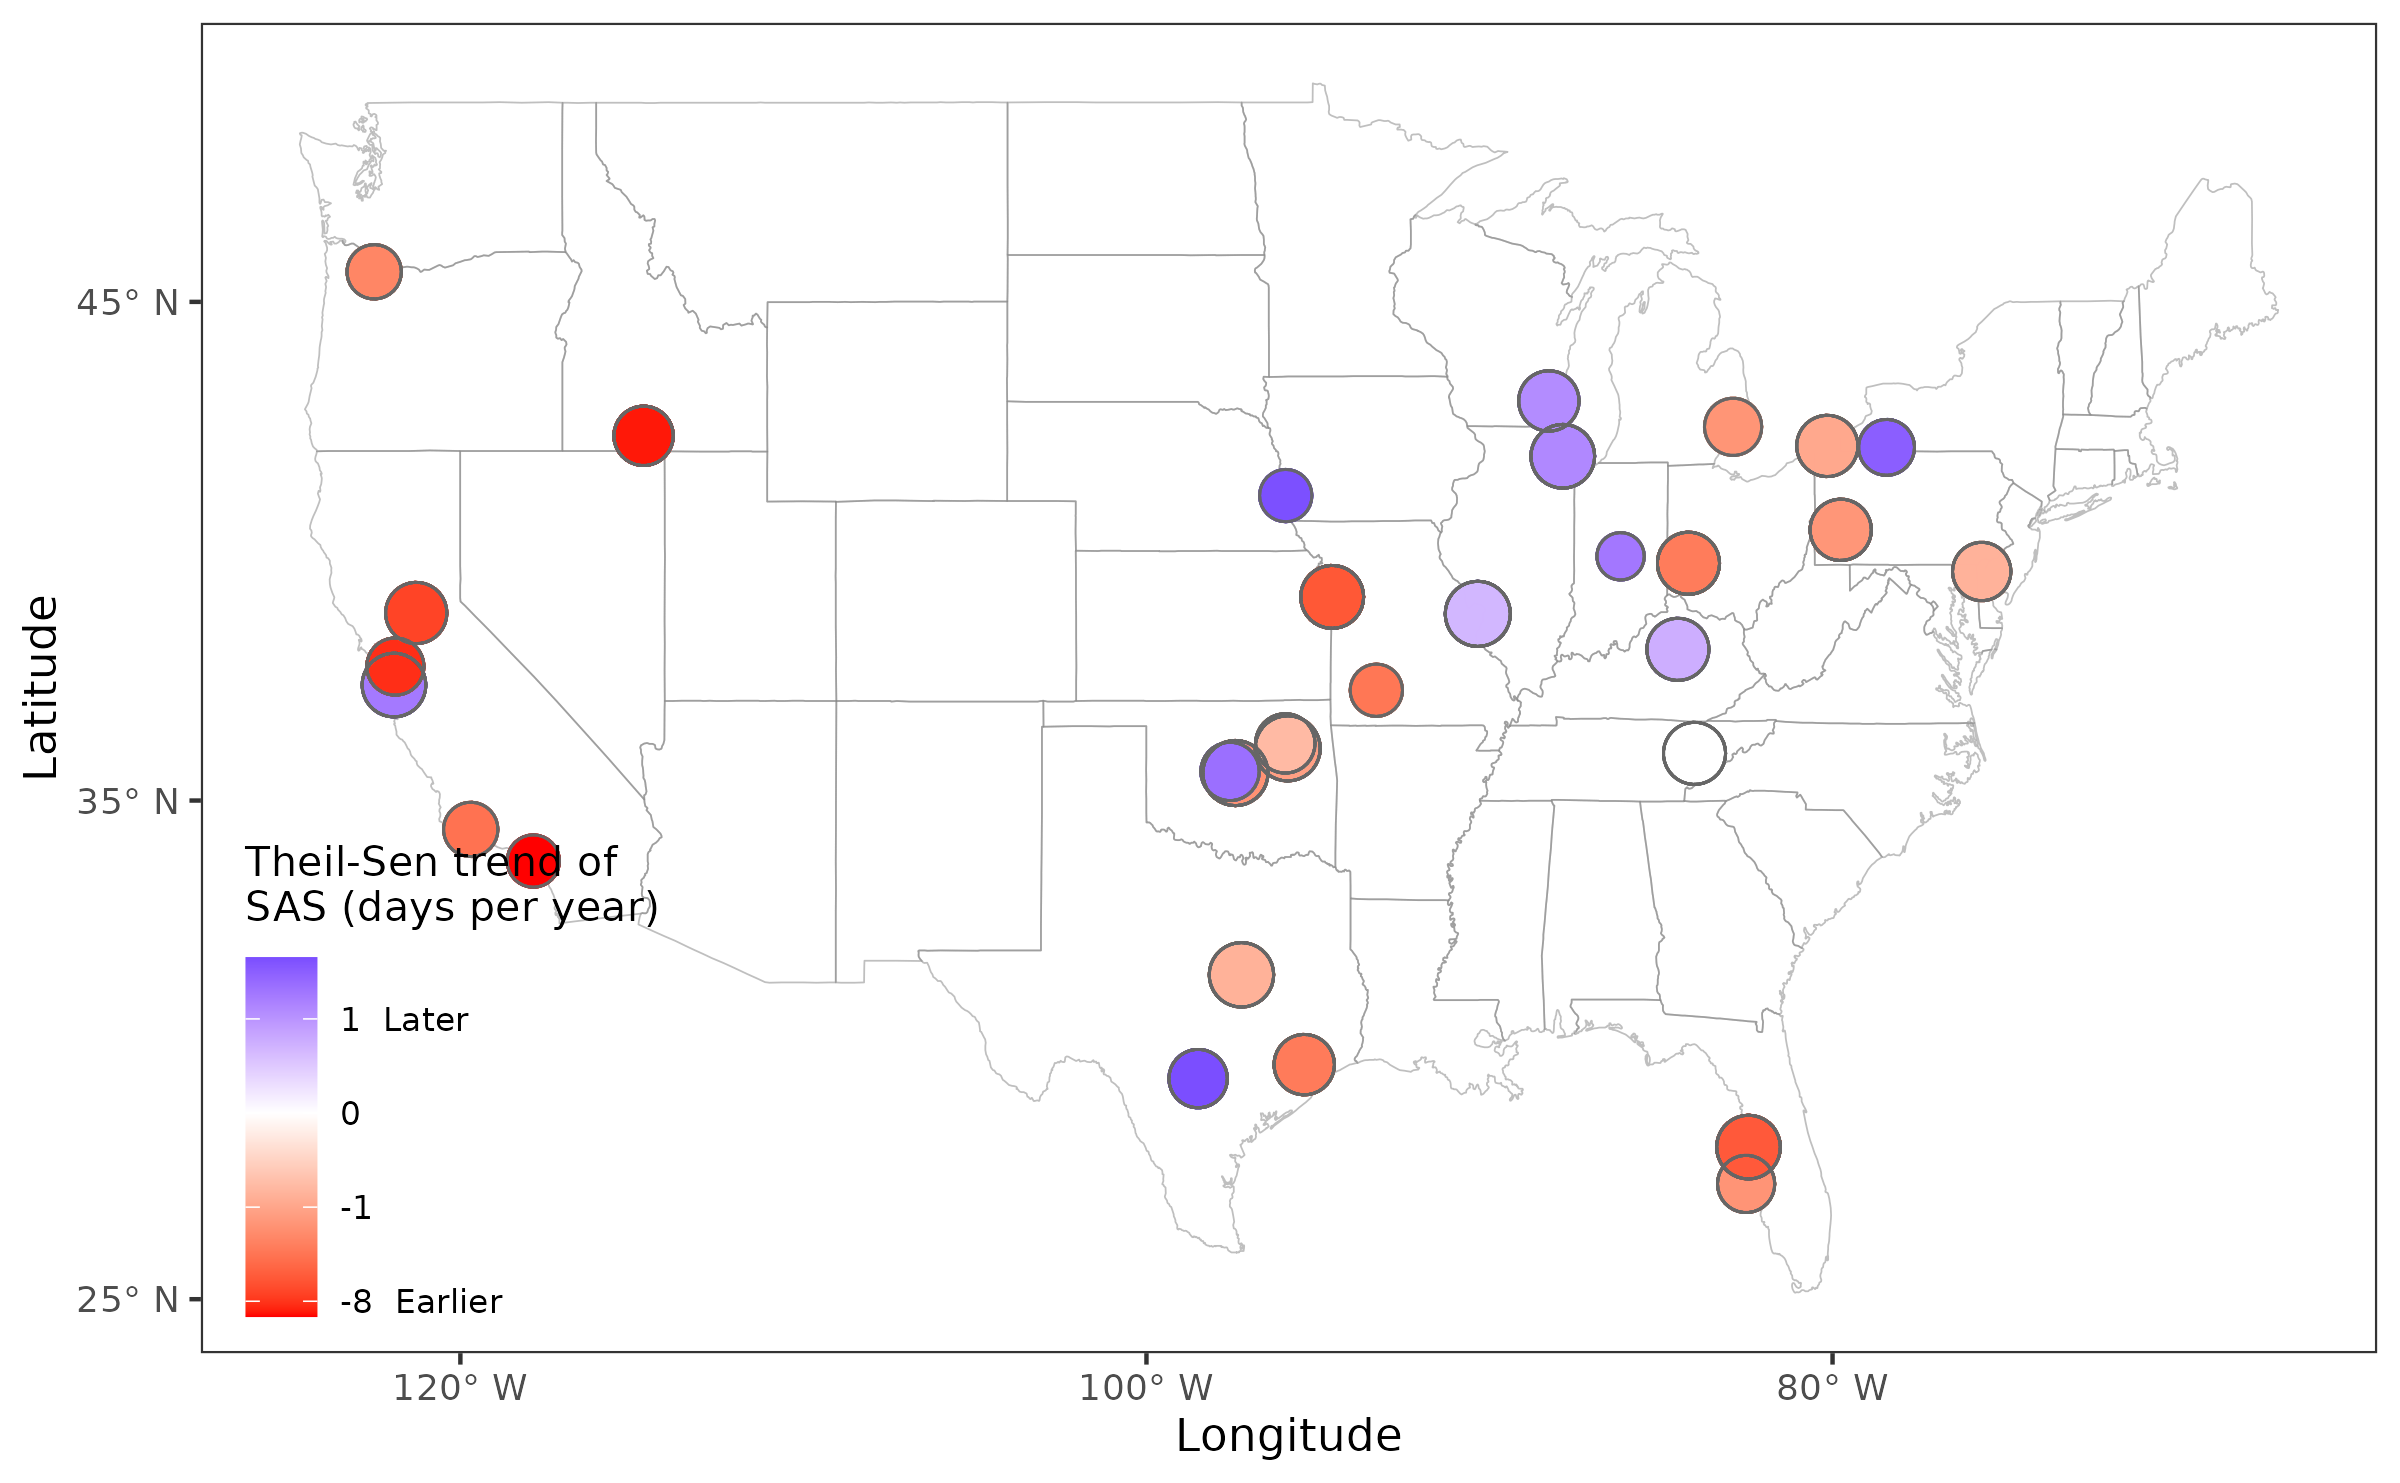 45° N
35° N
25° N
Latitude
Theil-Sen trend of
SAS (days per year)
1 Later
0
-1
-8 Earlier
120° W
100° W
80° W
Longitude